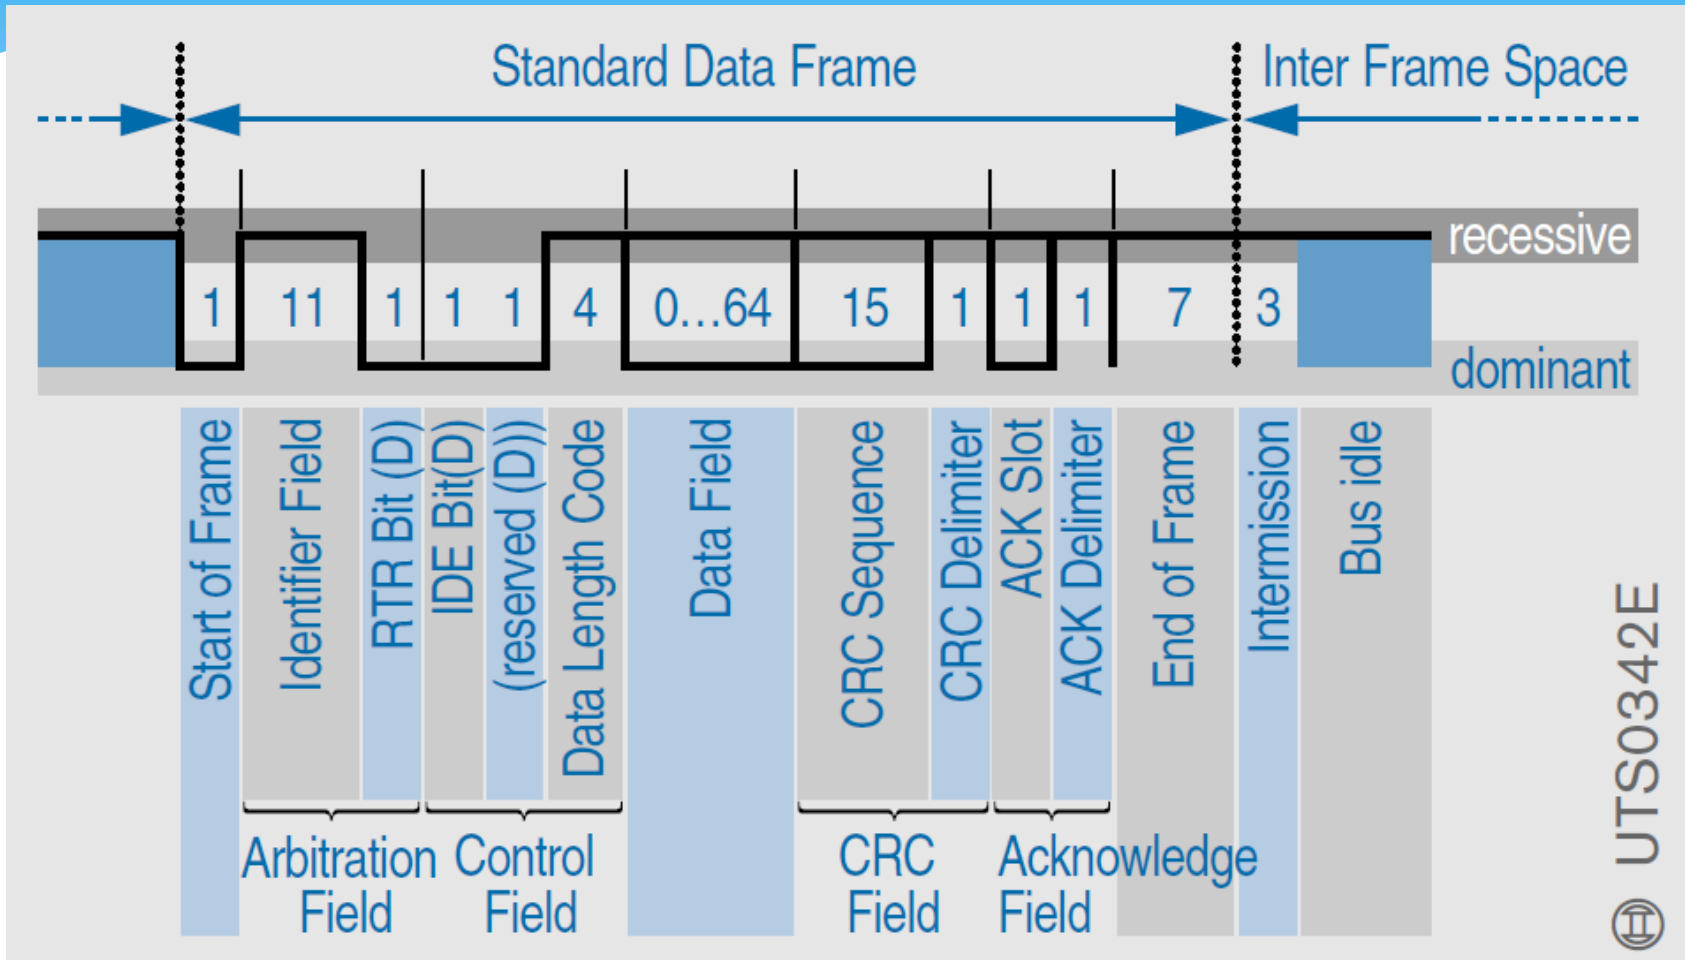 Standard Data Frame
Inter Frame Space
recessive
1 11 1 1 1 4 0...64 15 1 1 1 7 3
dominant
Start of Frame
Identifier Field
RTR Bit (D)
IDE Bit(D)
(reserved (D))
Data Length Code
Data Field
CRC Sequence
CRC Delimiter
ACK Slot
ACK Delimiter
End of Frame
Intermission
Bus idle
Arbitration
Field
Control
Field
CRC
Field
Acknowledge
Field
UTS0342E